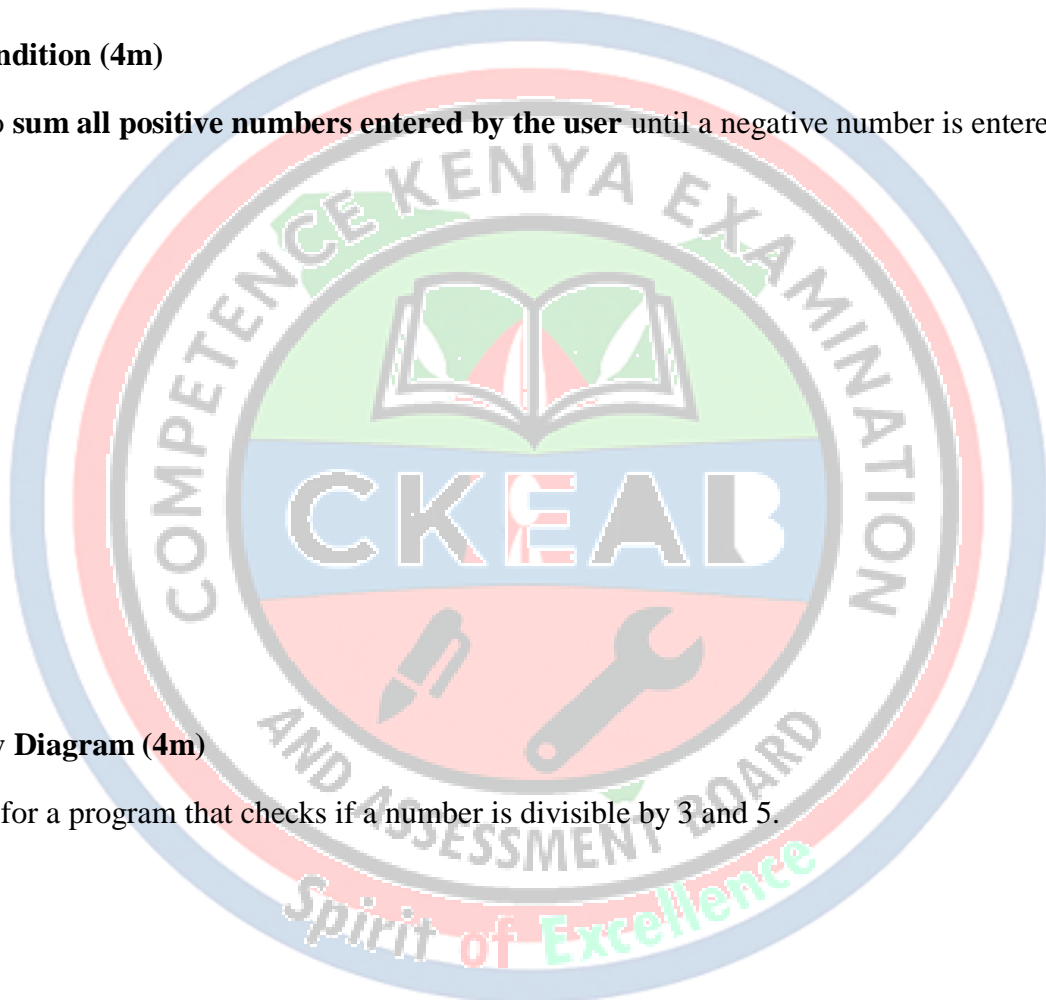 ndition (4m)
sum all positive numbers entered by the user until a negative number is entere
COMPETENCE KENYA EXAMINATION
CKEAB
Diagram (4m)
for a program that checks if a number is divisible by 3 and 5.
AND ASSESSMENT BOARD
Spirit of Excellence